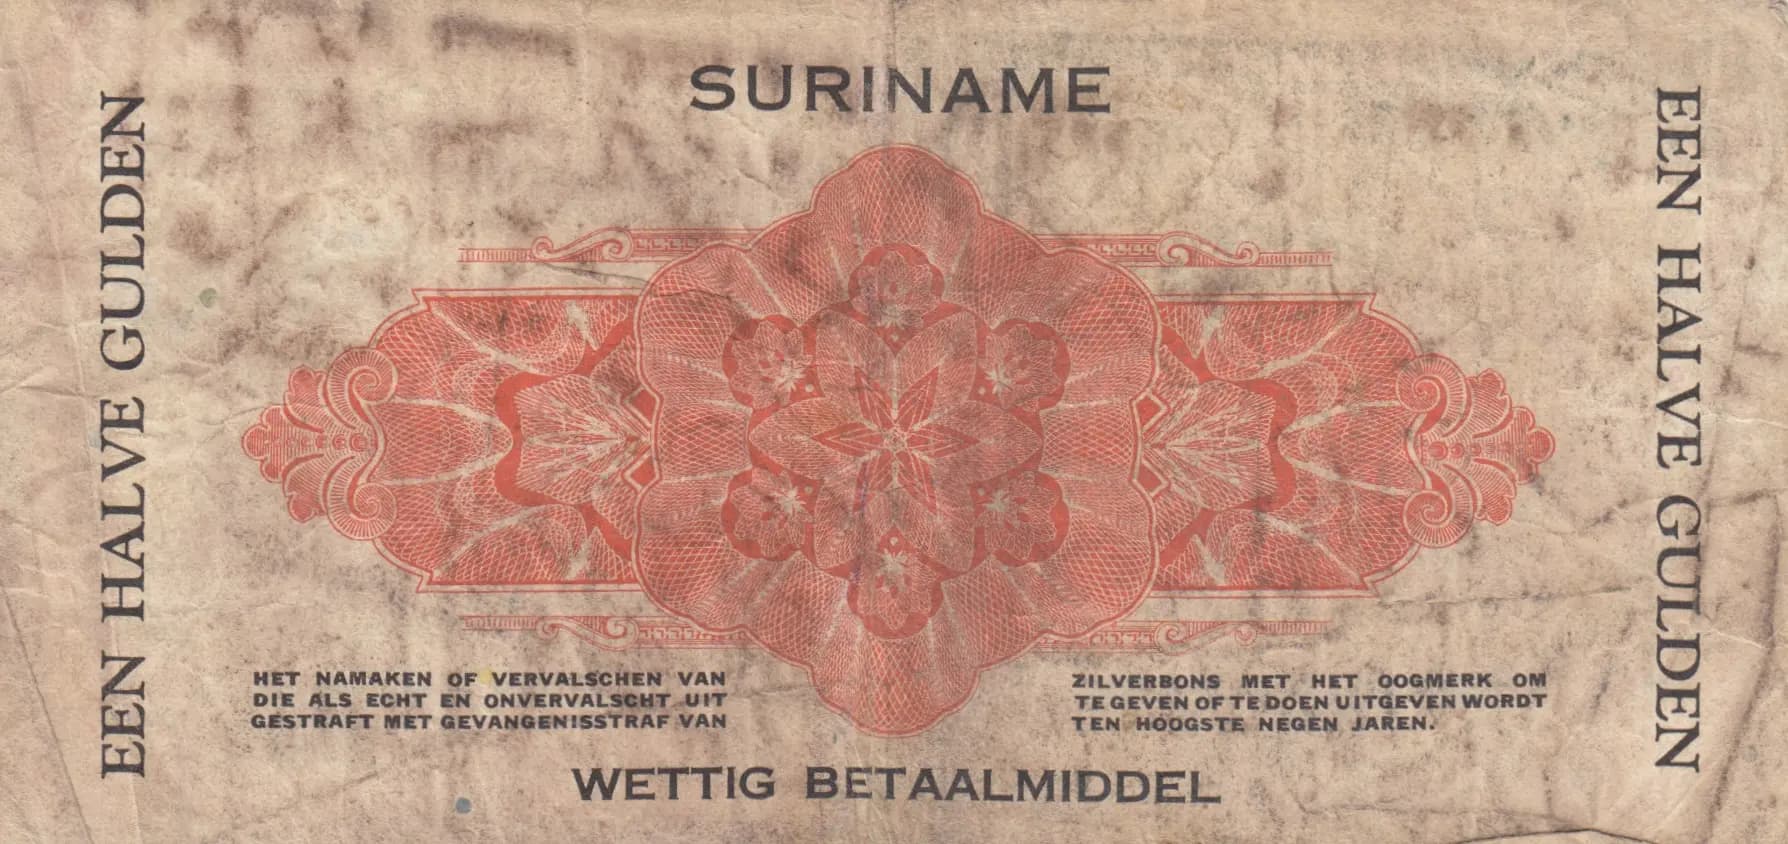 SURINAME
EEN HALVE GULDEN
EEN HALVE GULDEN
HET NAMAKEN OF VERVALSCHEN VAN ZILVERBONS MET HET OOGMERK OM
DIE ALS ECHT EN ONVERVALSCHT UIT TE GEVEN OF TE DOEN UITGEVEN WORDT
GESTRAFT MET GEVANGENISSTRAF VAN TEN HOOGSTE NEGEN JAREN.
WETTIG BETAALMIDDEL